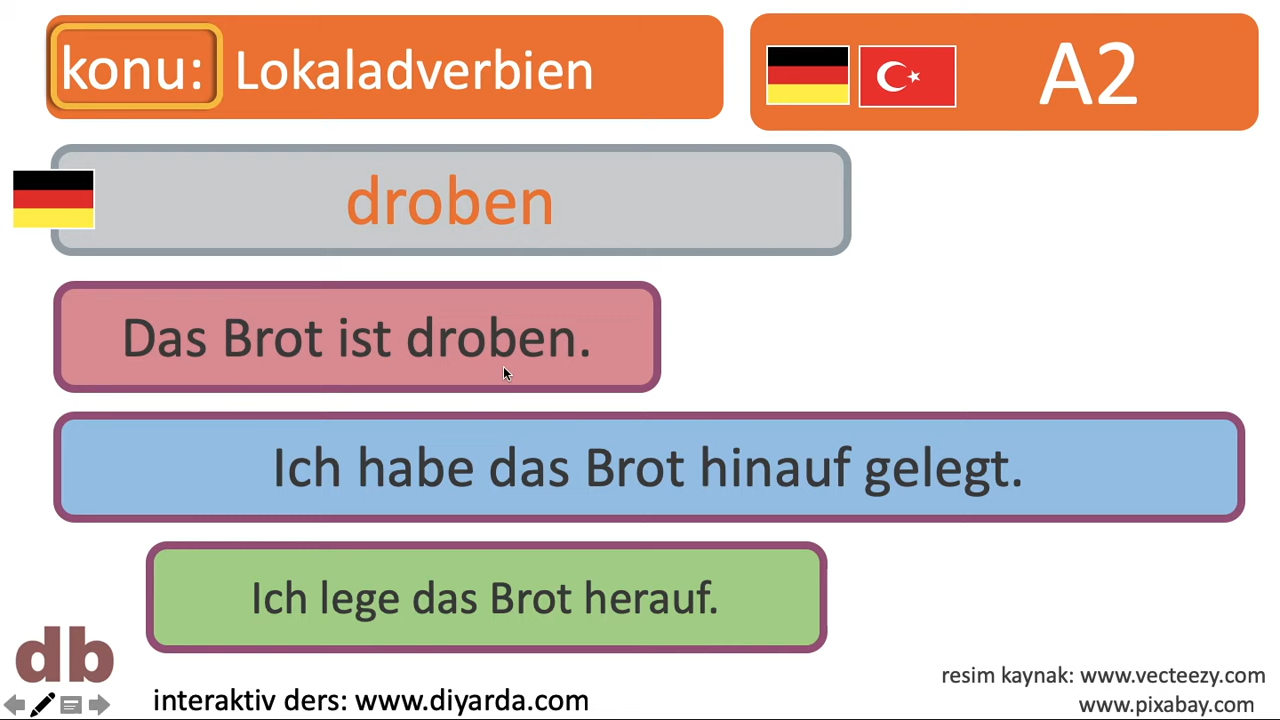 konu: Lokaladverbien
A2
droben
Das Brot ist droben.
Ich habe das Brot hinauf gelegt.
Ich lege das Brot herauf.
db
interaktiv ders: www.diyarda.com
resim kaynak: www.vecteezy.com
www.pixabay.com